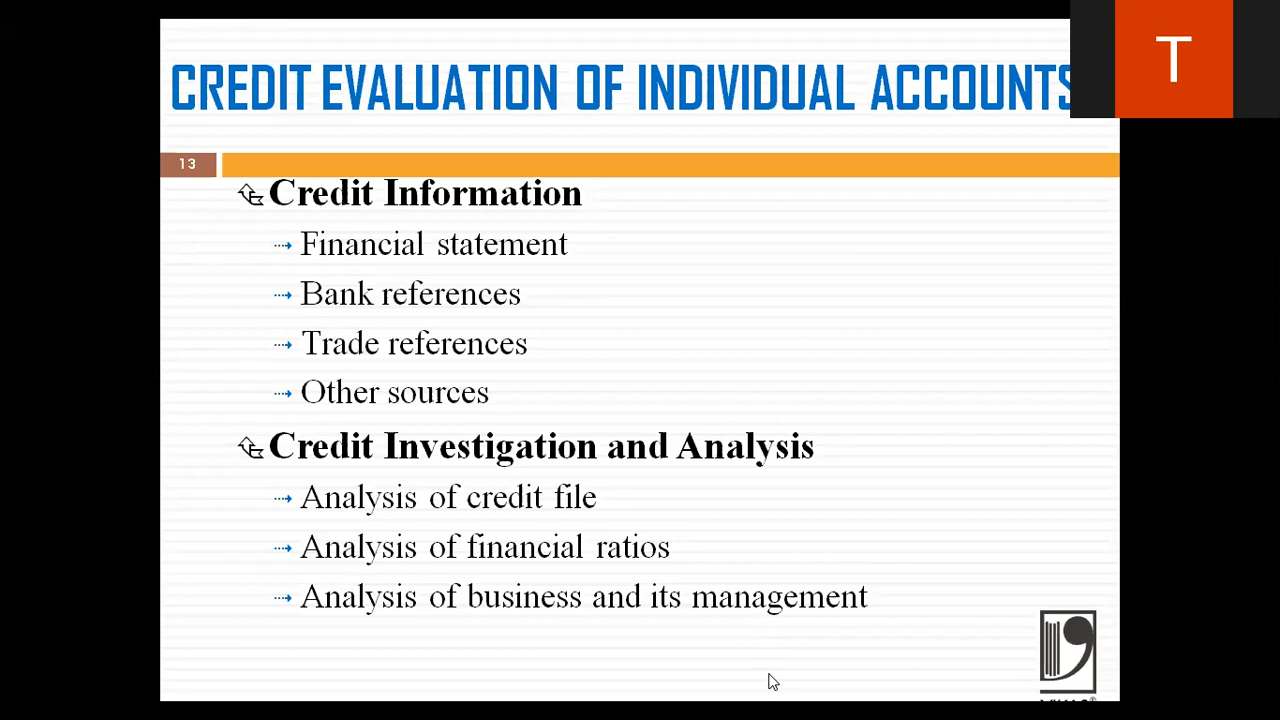 T
CREDIT EVALUATION OF INDIVIDUAL ACCOUNTS
13
Credit Information
Financial statement
Bank references
Trade references
Other sources
Credit Investigation and Analysis
Analysis of credit file
Analysis of financial ratios
Analysis of business and its management